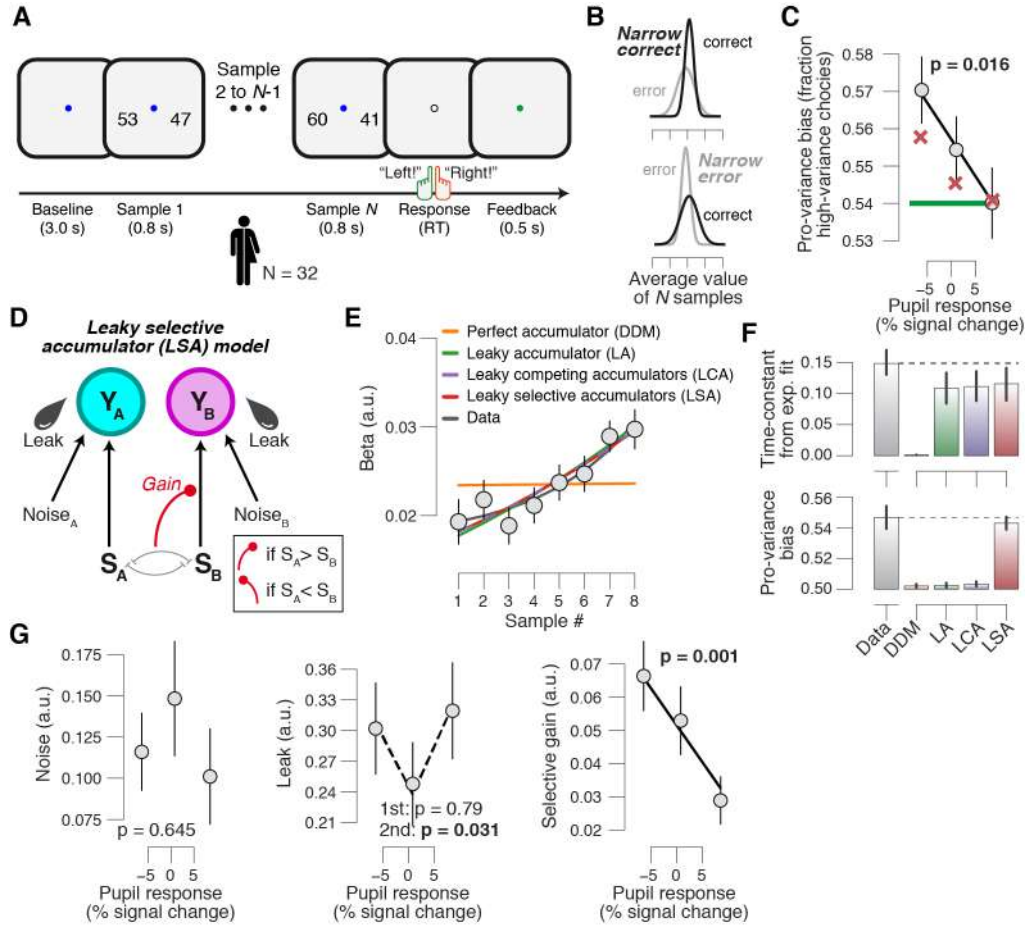 A
Sample
2 to N-1
53 47
60 41
"Left!" "Right!"
Baseline
(3.0 s)
Sample 1
(0.8 s)
Sample N
(0.8 s)
Response
(RT)
Feedback
(0.5 s)
N = 32
B
Narrow
correct
correct
error
error
Narrow
error
correct
Average value
of N samples
C
Pro-variance bias (fraction
high-variance chocies)
0.58
0.57
0.56
0.55
0.54
0.53
p = 0.016
-5 0 5
Pupil response
(% signal change)
D
Leaky selective
accumulator (LSA) model
YA
YB
Leak
Leak
Gain
NoiseA
NoiseB
SA
SB
if SA> SB
if SA< SB
E
Beta (a.u.)
0.04
0.03
0.02
Perfect accumulator (DDM)
Leaky accumulator (LA)
Leaky competing accumulators (LCA)
Leaky selective accumulators (LSA)
Data
1 2 3 4 5 6 7 8
Sample #
F
Time-constant
from exp. fit
0.15
0.10
0.05
0.00
Pro-variance
bias
0.56
0.54
0.52
0.50
Data
DDM
LA
LCA
LSA
G
Noise (a.u.)
0.175
0.150
0.125
0.100
0.075
p = 0.645
-5 0 5
Pupil response
(% signal change)
Leak (a.u.)
0.36
0.33
0.30
0.27
0.24
0.21
1st: p = 0.79
2nd: p = 0.031
-5 0 5
Pupil response
(% signal change)
Selective gain (a.u.)
0.07
0.06
0.05
0.04
0.03
0.02
p = 0.001
-5 0 5
Pupil response
(% signal change)